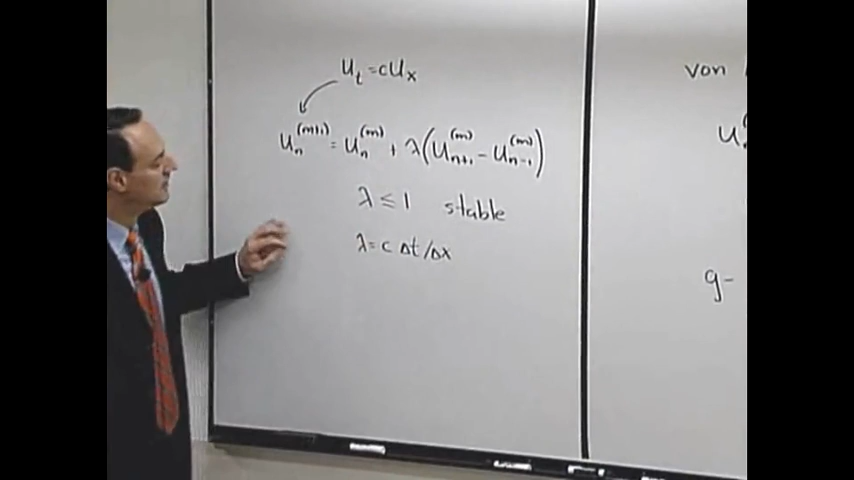 u_t = cu_x
u_n^(m+1) = u_n^(m) + λ(u_{n+1}^(m) - u_{n-1}^(m))
λ ≤ 1 stable
λ = c Δt/Δx
von
u
g-